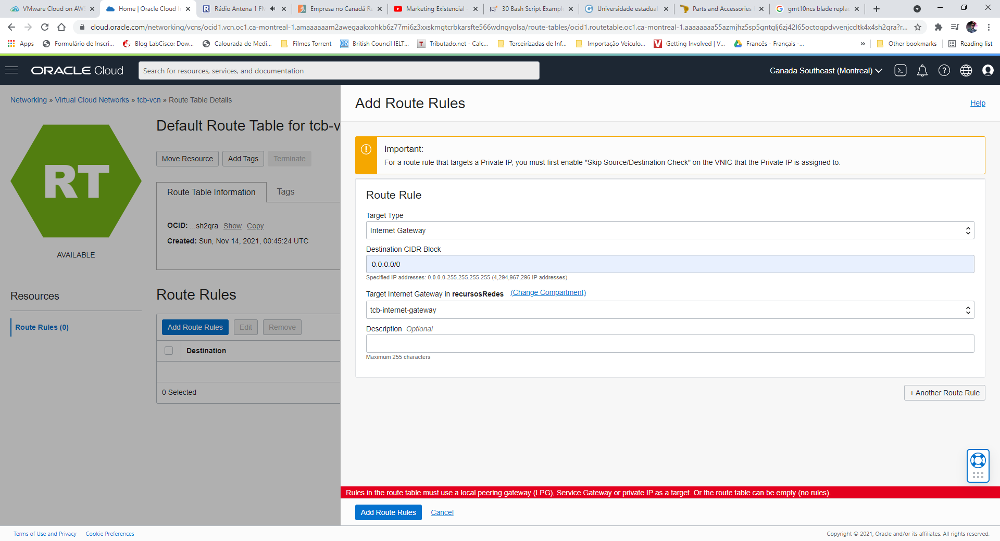 VMware Cloud on AWS
Home | Oracle Cloud I
Rádio Antena 1 FM
Empresa no Canadá Re
Marketing Existencial -
30 Bash Script Example
Universidade estadual
Parts and Accessories
gmt10ncs blade replac
cloud.oracle.com/networking/vcns/ocid1.vcn.oc1.ca-montreal-1.amaaaaaam2awegaakxohkb6z77mi6z3xxskmgtcrbkarsfte566wdngyolsa/route-tables/ocid1.routetable.oc1.ca-montreal-1.aaaaaaaa55azmjhz5sp5gntglj6zj42l65octoqpdvvenjccltk4x4sh2qra?r...
Apps
Formulário de Inscri...
Blog LabCisco: Dow...
Calourada de Medi...
Filmes Torrent
British Council IELT...
Tributado.net - Calc...
Terceirizadas de Inf...
Importação Veiculo...
Getting Involved | V...
Francês - Français -...
»
Other bookmarks
Reading list
ORACLE Cloud
Search for resources, services, and documentation
Canada Southeast (Montreal)
Networking » Virtual Cloud Networks » tcb-vcn » Route Table Details
RT
AVAILABLE
Default Route Table for tcb-v
Move Resource
Add Tags
Terminate
Route Table Information
Tags
OCID: ...sh2qra Show Copy
Created: Sun, Nov 14, 2021, 00:45:24 UTC
Resources
Route Rules (0)
Route Rules
Add Route Rules
Edit
Remove
Destination
0 Selected
Add Route Rules
Help
Important:
For a route rule that targets a Private IP, you must first enable "Skip Source/Destination Check" on the VNIC that the Private IP is assigned to.
Route Rule
Target Type
Internet Gateway
Destination CIDR Block
0.0.0.0/0
Specified IP addresses: 0.0.0.0-255.255.255.255 (4,294,967,296 IP addresses)
Target Internet Gateway in recursosRedes (Change Compartment)
tcb-internet-gateway
Description Optional
Maximum 255 characters
+ Another Route Rule
Rules in the route table must use a local peering gateway (LPG), Service Gateway or private IP as a target. Or the route table can be empty (no rules).
Add Route Rules
Cancel
Terms of Use and Privacy
Cookie Preferences
Copyright © 2021, Oracle and/or its affiliates. All rights reserved.